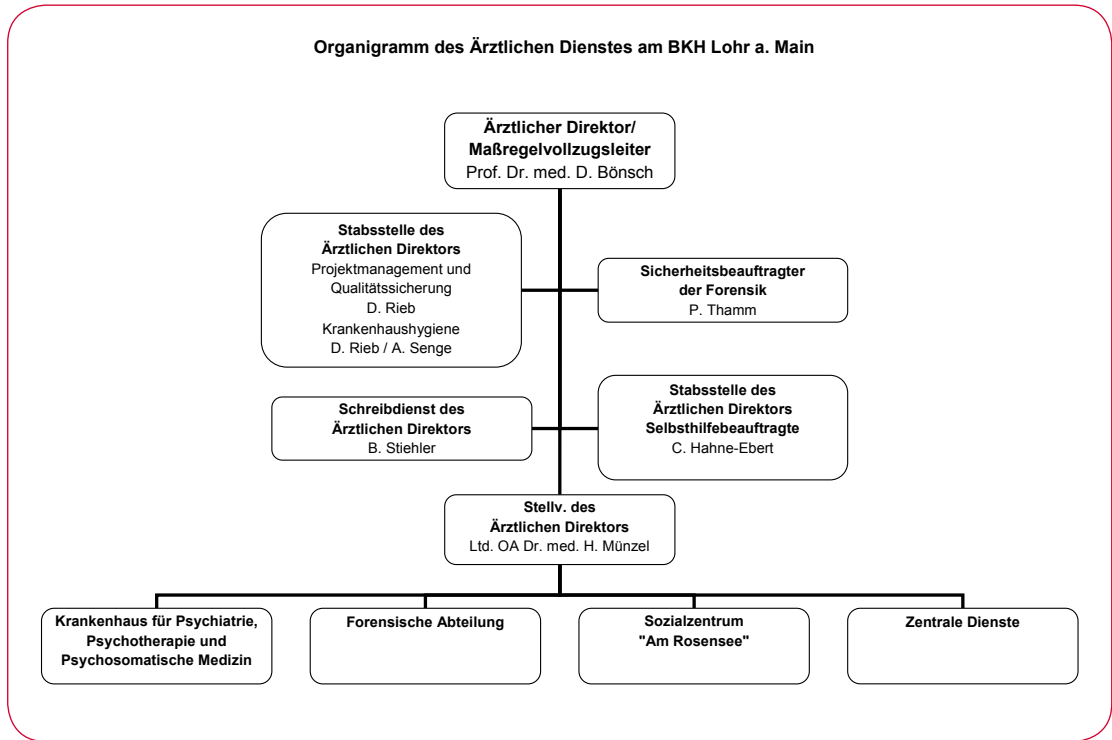 Organigramm des Ärztlichen Dienstes am BKH Lohr a. Main
Ärztlicher Direktor/
Maßregelvollzugsleiter
Prof. Dr. med. D. Bönsch
Stabsstelle des
Ärztlichen Direktors
Projektmanagement und
Qualitätssicherung
D. Rieb
Krankenhaushygiene
D. Rieb / A. Senge
Sicherheitsbeauftragter
der Forensik
P. Thamm
Schreibdienst des
Ärztlichen Direktors
B. Stiehler
Stabsstelle des
Ärztlichen Direktors
Selbsthilfebeauftragte
C. Hahne-Ebert
Stellv. des
Ärztlichen Direktors
Ltd. OA Dr. med. H. Münzel
Krankenhaus für Psychiatrie,
Psychotherapie und
Psychosomatische Medizin
Forensische Abteilung
Sozialzentrum
"Am Rosensee"
Zentrale Dienste